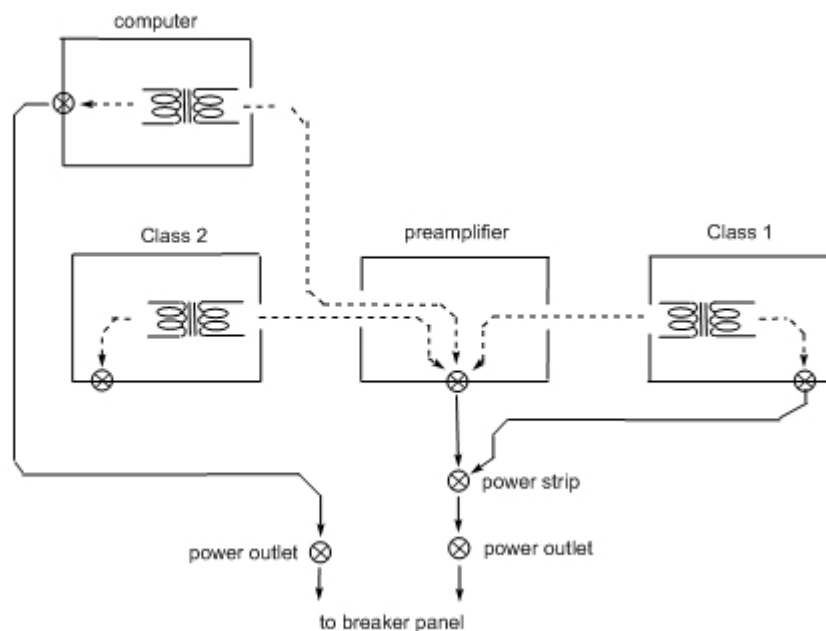 computer
Class 2
preamplifier
Class 1
power strip
power outlet
power outlet
to breaker panel